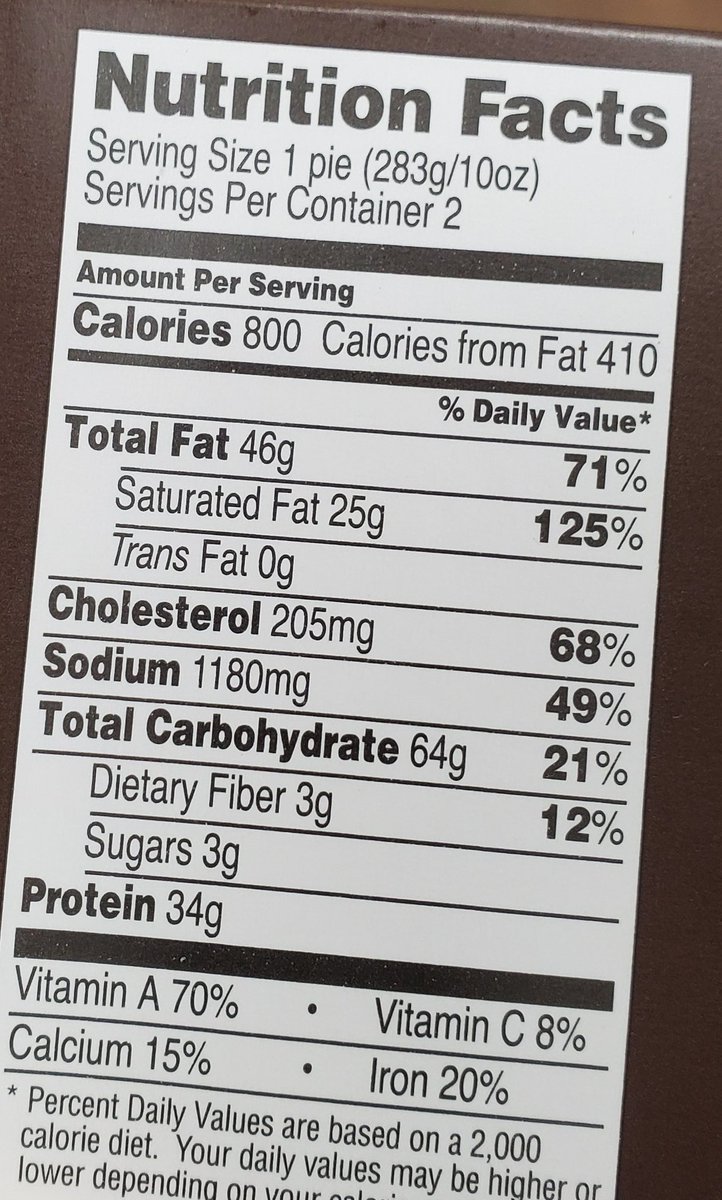 Nutrition Facts
Serving Size 1 pie (283g/10oz)
Servings Per Container 2
Amount Per Serving
Calories 800 Calories from Fat 410
% Daily Value*
Total Fat 46g 71%
Saturated Fat 25g 125%
Trans Fat 0g
Cholesterol 205mg 68%
Sodium 1180mg 49%
Total Carbohydrate 64g 21%
Dietary Fiber 3g 12%
Sugars 3g
Protein 34g
Vitamin A 70% • Vitamin C 8%
Calcium 15% • Iron 20%
* Percent Daily Values are based on a 2,000
calorie diet. Your daily values may be higher or
lower depending on your